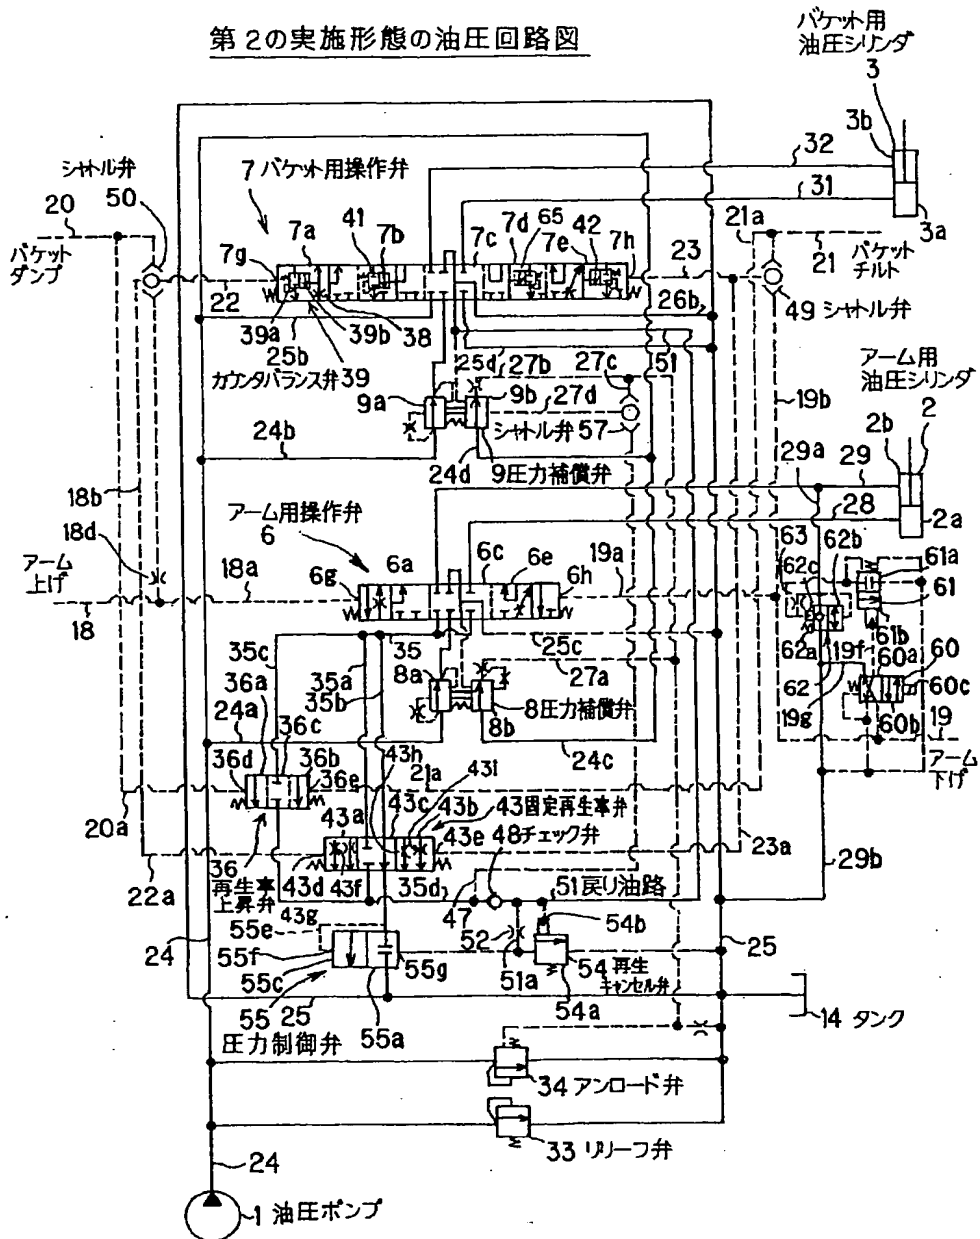 第2の実施形態の油圧回路図
バケット用
油圧シリンダ
3
3b
32
31
3a
シャトル弁
50
20
バケット
ダンプ
7 バケット用操作弁
7g
7a
41
7b
7c
7d
65
42
7e
7h
23
21a
21
バケット
チルト
49 シャトル弁
22
39a
39b
38
25b
カウンタバランス弁 39
26b
25d
27b
27c
51
9a
9b
27d
シャトル弁 57
24b
24d
9圧力補償弁
19b
アーム用
油圧シリンダ
2b
2
29a
29
28
2a
18b
18d
アーム
上げ
18
18a
アーム用操作弁
6
6g
6a
6c
6e
6h
19a
63
62c
62b
61a
61
61b
62a
19f
60a
60
60c
62
19g
60b
19
アーム
下げ
35c
36a
35a
35
35b
36c
8a
8b
25c
27a
8圧力補償弁
24a
24c
36d
36b
36e
43h
21a
43c
43i
43b
43固定再生率弁
43a
43e
48チェック弁
20a
22a
36
再生率
上昇弁
43d
43f
43g
35d
47
51戻り油路
23a
29b
24
55e
55f
55c
55
圧力制御弁
55g
55a
25
52
51a
54b
54 再生
キャンセル弁
54a
25
14 タンク
34 アンロード弁
33 リリーフ弁
24
1 油圧ポンプ